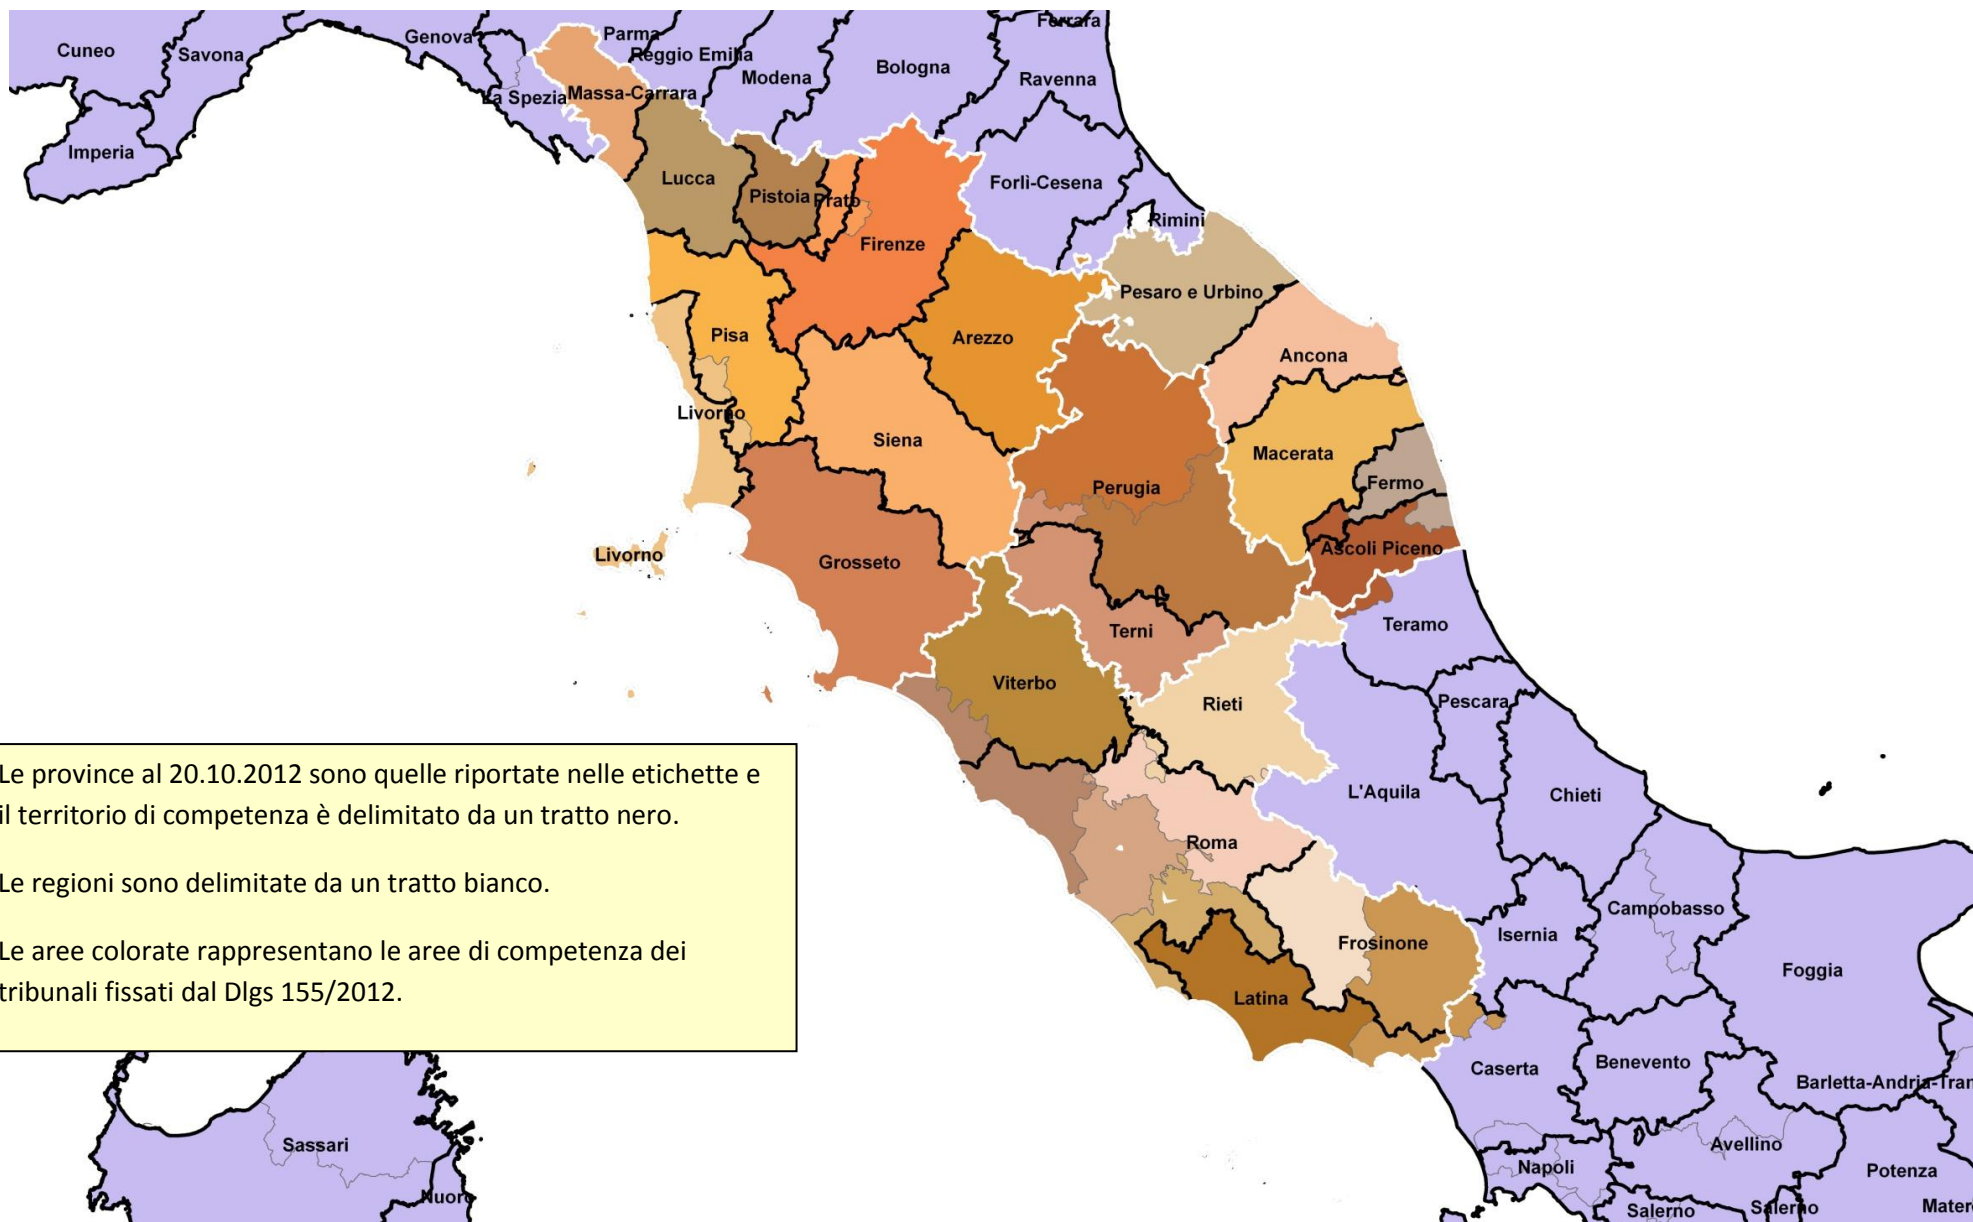 Ferrara
Parma
Genova
Cuneo
Savona
Reggio Emilia
Bologna
Modena
Ravenna
La Spezia
Massa-Carrara
Imperia
Lucca
Forlì-Cesena
Pistoia
Prato
Rimini
Firenze
Pesaro e Urbino
Pisa
Arezzo
Ancona
Livorno
Siena
Macerata
Fermo
Perugia
Ascoli Piceno
Livorno
Grosseto
Teramo
Terni
Viterbo
Rieti
Pescara
Le province al 20.10.2012 sono quelle riportate nelle etichette e
il territorio di competenza è delimitato da un tratto nero.
Le regioni sono delimitate da un tratto bianco.
Le aree colorate rappresentano le aree di competenza dei
tribunali fissati dal Dlgs 155/2012.
L'Aquila
Chieti
Roma
Campobasso
Isernia
Frosinone
Foggia
Latina
Caserta
Benevento
Barletta-Andria-Tran
Sassari
Avellino
Napoli
Potenza
Nuoro
Salerno
Salerno
Mater